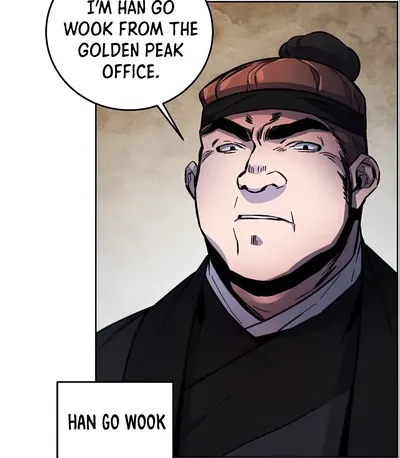 I'M HAN GO
WOOK FROM THE
GOLDEN PEAK
OFFICE.
HAN GO WOOK